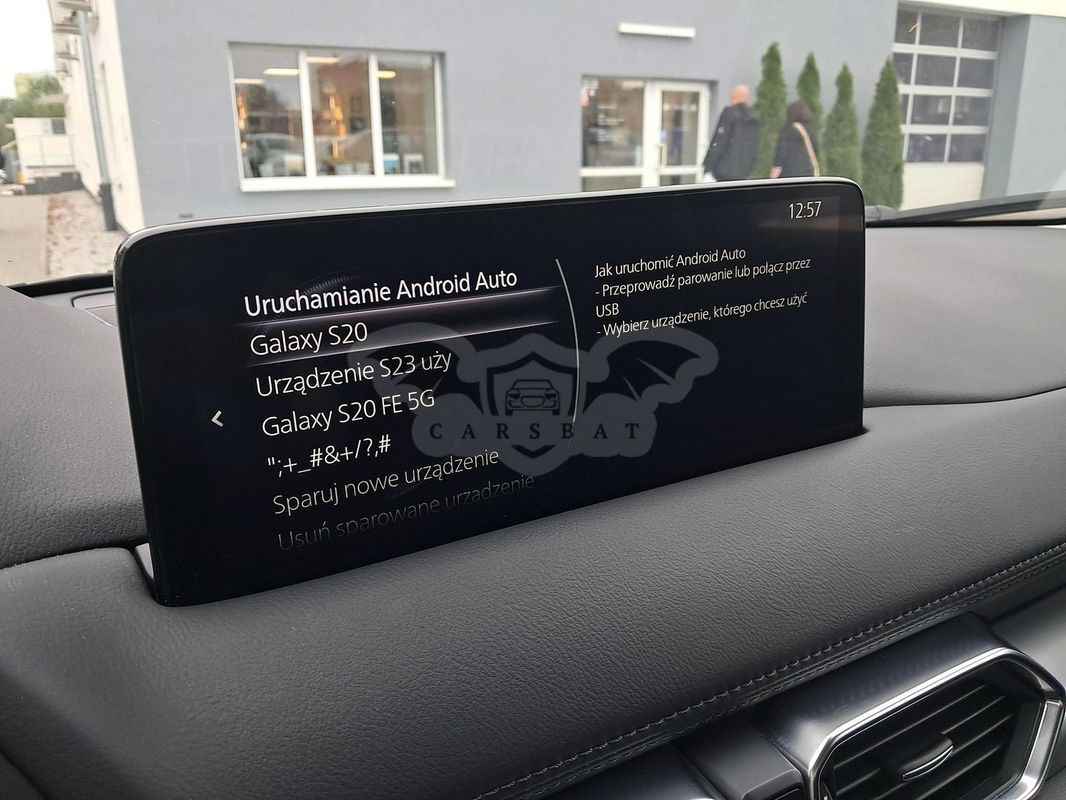 12:57
Uruchamianie Android Auto
Galaxy S20
Urządzenie S23 uży
Galaxy S20 FE 5G
";+_#&+/?,#
Sparuj nowe urządzenie
Usuń sparowane urządzenie
Jak uruchomić Android Auto
- Przeprowadź parowanie lub połącz przez
USB
- Wybierz urządzenie, którego chcesz użyć
CARSBAT